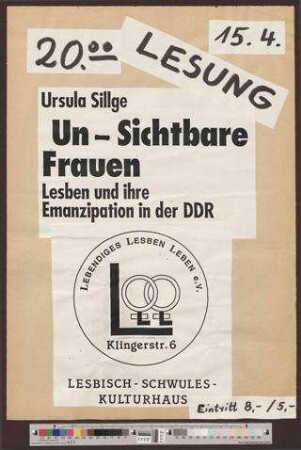 20.00 LESUNG 15.4.
Ursula Sillge
Un – Sichtbare
Frauen
Lesben und ihre
Emanzipation in der DDR
LEBENDIGES LESBEN LEBEN e.V.
LLL
Klingerstr. 6
LESBISCH - SCHWULES -
KULTURHAUS
Eintritt 8,- / 5,-